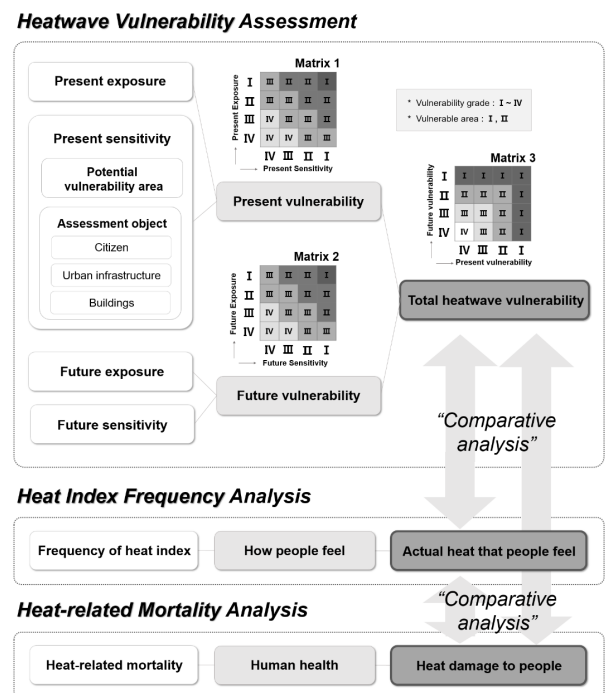 Heatwave Vulnerability Assessment
Present exposure
Present sensitivity
Potential
vulnerability area
Assessment object
Citizen
Urban infrastructure
Buildings
Future exposure
Future sensitivity
Matrix 1
Present Exposure
I III II II I
II III III II II
III IV IV III II
IV IV IV III III
IV III II I
Present Sensitivity
Present vulnerability
Matrix 2
Future Exposure
I III II II I
II III III II II
III IV IV III II
IV IV IV III III
IV III II I
Future Sensitivity
Future vulnerability
* Vulnerability grade : I ~ IV
* Vulnerable area : I , II
Matrix 3
Future vulnerability
I I I I I
II II II II I
III III III II I
IV IV III II I
IV III II I
Present vulnerability
Total heatwave vulnerability
“Comparative
analysis”
Heat Index Frequency Analysis
Frequency of heat index
How people feel
Actual heat that people feel
Heat-related Mortality Analysis
“Comparative
analysis”
Heat-related mortality
Human health
Heat damage to people